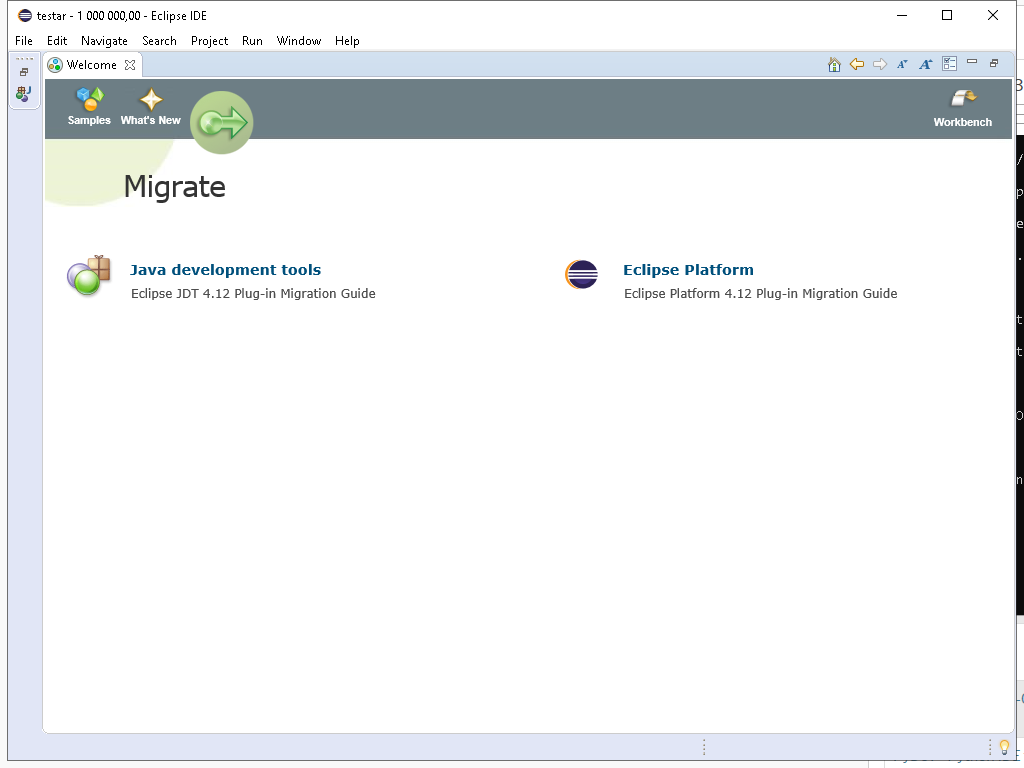 testar - 1 000 000,00 - Eclipse IDE
File Edit Navigate Search Project Run Window Help
Welcome
Samples What's New Workbench
Migrate
Java development tools
Eclipse JDT 4.12 Plug-in Migration Guide
Eclipse Platform
Eclipse Platform 4.12 Plug-in Migration Guide